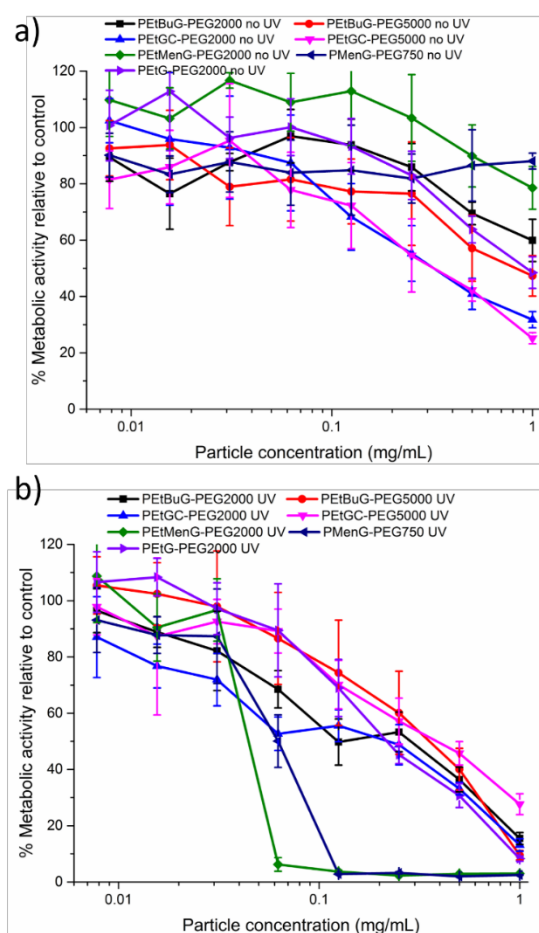 a)
PEtBuG-PEG2000 no UV PEtBuG-PEG5000 no UV
PEtGC-PEG2000 no UV PEtGC-PEG5000 no UV
PEtMenG-PEG2000 no UV PMenG-PEG750 no UV
PEtG-PEG2000 no UV
% Metabolic activity relative to control
120
100
80
60
40
20
0
0.01 0.1 1
Particle concentration (mg/mL)
b)
PEtBuG-PEG2000 UV PEtBuG-PEG5000 UV
PEtGC-PEG2000 UV PEtGC-PEG5000 UV
PEtMenG-PEG2000 UV PMenG-PEG750 UV
PEtG-PEG2000 UV
% Metabolic activity relative to control
120
100
80
60
40
20
0
0.01 0.1 1
Particle concentration (mg/mL)